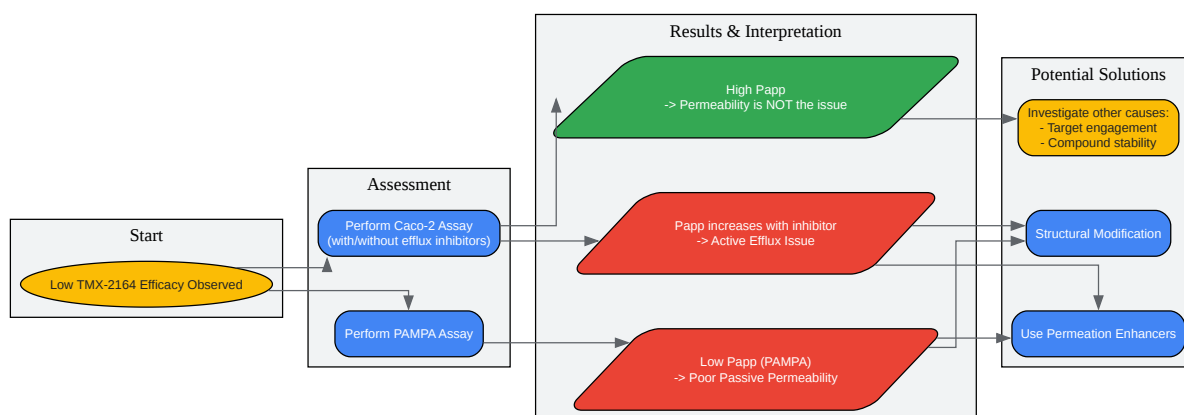 Start
Low TMX-2164 Efficacy Observed
Assessment
Perform Caco-2 Assay
(with/without efflux inhibitors)
Perform PAMPA Assay
Results & Interpretation
High Papp
-> Permeability is NOT the issue
Papp increases with inhibitor
-> Active Efflux Issue
Low Papp (PAMPA)
-> Poor Passive Permeability
Potential Solutions
Investigate other causes:
- Target engagement
- Compound stability
Structural Modification
Use Permeation Enhancers